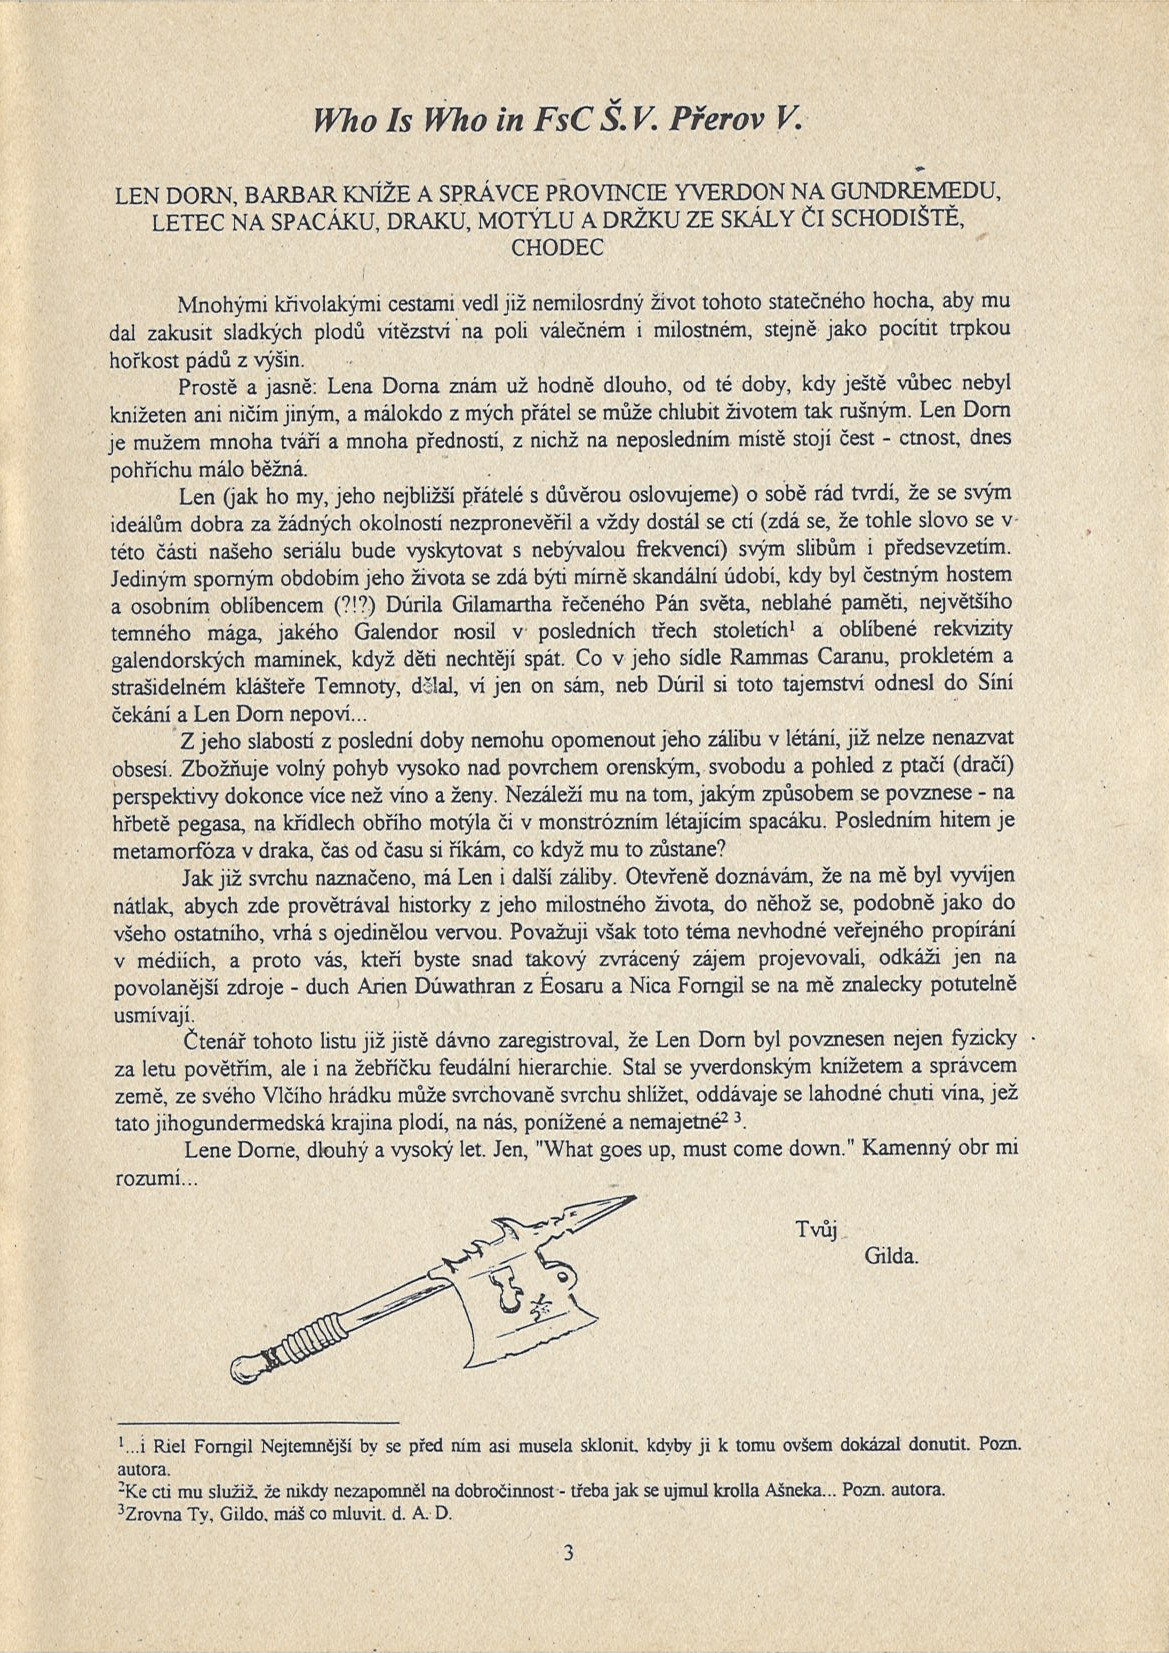 Who Is Who in FsC Š.V. Přerov V.
LEN DORN, BARBAR KNÍŽE A SPRÁVCE PROVINCIE YVERDON NA GUNDREMEDU,
LETEC NA SPACÁKU, DRAKU, MOTÝLU A DRŽKU ZE SKÁLY ČI SCHODIŠTĚ,
CHODEC
Mnohými křivolakými cestami vedl již nemilosrdný život tohoto statečného hocha, aby mu
dal zakusit sladkých plodů vítězství na poli válečném i milostném, stejně jako pocítit trpkou
hořkost pádů z výšin.
Prostě a jasně: Lena Dorna znám už hodně dlouho, od té doby, kdy ještě vůbec nebyl
knížeten ani ničím jiným, a málokdo z mých přátel se může chlubit životem tak rušným. Len Dorn
je mužem mnoha tváří a mnoha předností, z nichž na neposledním místě stojí čest - ctnost, dnes
pohříchu málo běžná.
Len (jak ho my, jeho nejbližší přátelé s důvěrou oslovujeme) o sobě rád tvrdí, že se svým
ideálům dobra za žádných okolností nezpronevěřil a vždy dostál se ctí (zdá se, že tohle slovo se v
této části našeho seriálu bude vyskytovat s nebývalou frekvencí) svým slibům i předsevzetím.
Jediným sporným obdobím jeho života se zdá býti mírně skandální údobí, kdy byl čestným hostem
a osobním oblíbencem (?!?) Dúrila Gilamartha řečeného Pán světa, neblahé paměti, největšího
temného mága, jakého Galendor nosil v posledních třech stoletích¹ a oblíbené rekvizity
galendorských maminek, když děti nechtějí spát. Co v jeho sídle Rammas Caranu, prokletém a
strašidelném klášteře Temnoty, dělal, ví jen on sám, neb Dúril si toto tajemství odnesl do Síní
čekání a Len Dorn nepoví...
Z jeho slabostí z poslední doby nemohu opomenout jeho zálibu v létání, již nelze nenazvat
obsesí. Zbožňuje volný pohyb vysoko nad povrchem orenským, svobodu a pohled z ptačí (dračí)
perspektivy dokonce více než víno a ženy. Nezáleží mu na tom, jakým způsobem se povznese - na
hřbetě pegasa, na křídlech obřího motýla či v monstrózním létajícím spacáku. Posledním hitem je
metamorfóza v draka, čas od času si říkám, co když mu to zůstane?
Jak již svrchu naznačeno, má Len i další záliby. Otevřeně doznávám, že na mě byl vyvíjen
nátlak, abych zde provětrával historky z jeho milostného života, do něhož se, podobně jako do
všeho ostatního, vrhá s ojedinělou vervou. Považuji však toto téma nevhodné veřejného propírání
v médiích, a proto vás, kteří byste snad takový zvrácený zájem projevovali, odkáži jen na
povolanější zdroje - duch Arien Dúwathran z Éosaru a Nica Forngil se na mě znalecky potutelně
usmívají.
Čtenář tohoto listu již jistě dávno zaregistroval, že Len Dorn byl povznesen nejen fyzicky
za letu povětřím, ale i na žebříčku feudální hierarchie. Stal se yverdonským knížetem a správcem
země, ze svého Vlčího hrádku může svrchovaně svrchu shlížet, oddávaje se lahodné chuti vína, jež
tato jihogundermedská krajina plodí, na nás, ponížené a nemajetné² ³.
Lene Dorne, dlouhý a vysoký let. Jen, "What goes up, must come down." Kamenný obr mi
rozumí...
Tvůj
Gilda.
¹...i Riel Forngil Nejtemnější by se před ním asi musela sklonit, kdyby ji k tomu ovšem dokázal donutit. Pozn.
autora.
²Ke cti mu služiž, že nikdy nezapomněl na dobročinnost - třeba jak se ujmul krolla Ašneka... Pozn. autora.
³Zrovna Ty, Gildo, máš co mluvit. d. A. D.
3